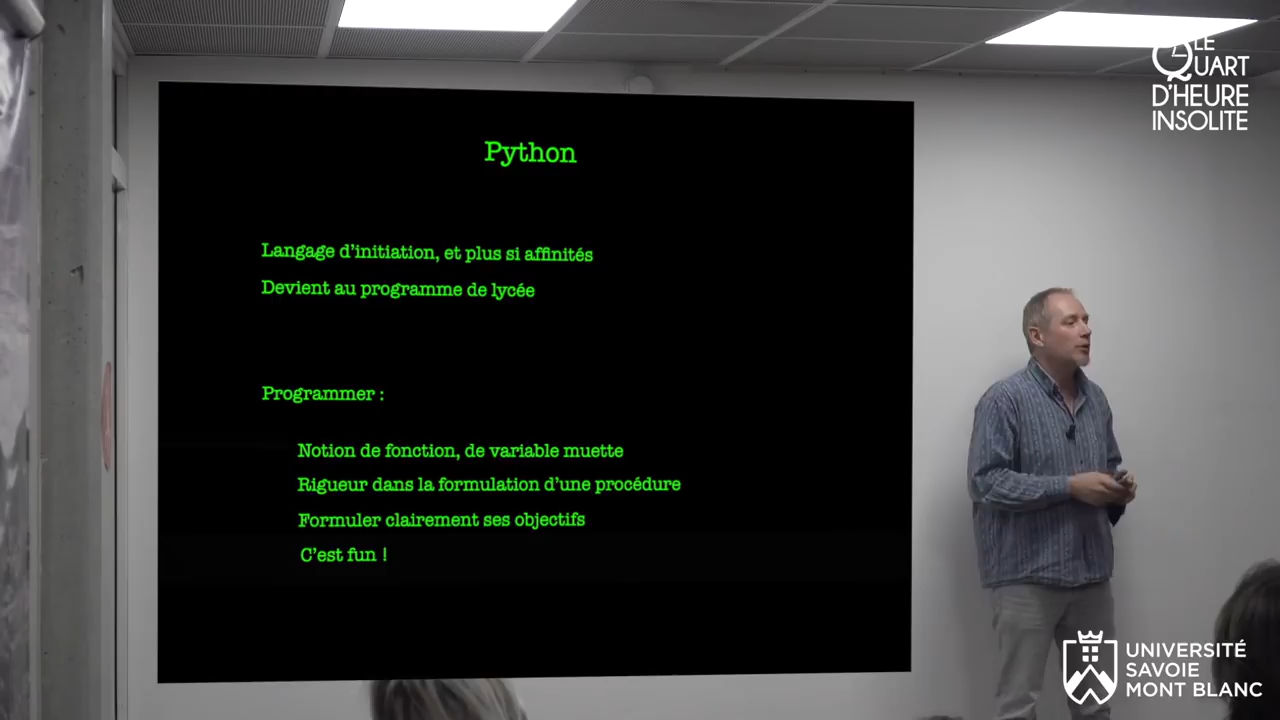 Python
Langage d'initiation, et plus si affinités
Devient au programme de lycée
Programmer :
Notion de fonction, de variable muette
Rigueur dans la formulation d'une procédure
Formuler clairement ses objectifs
C'est fun !
LE
QUART
D'HEURE
INSOLITE
UNIVERSITÉ
SAVOIE
MONT BLANC